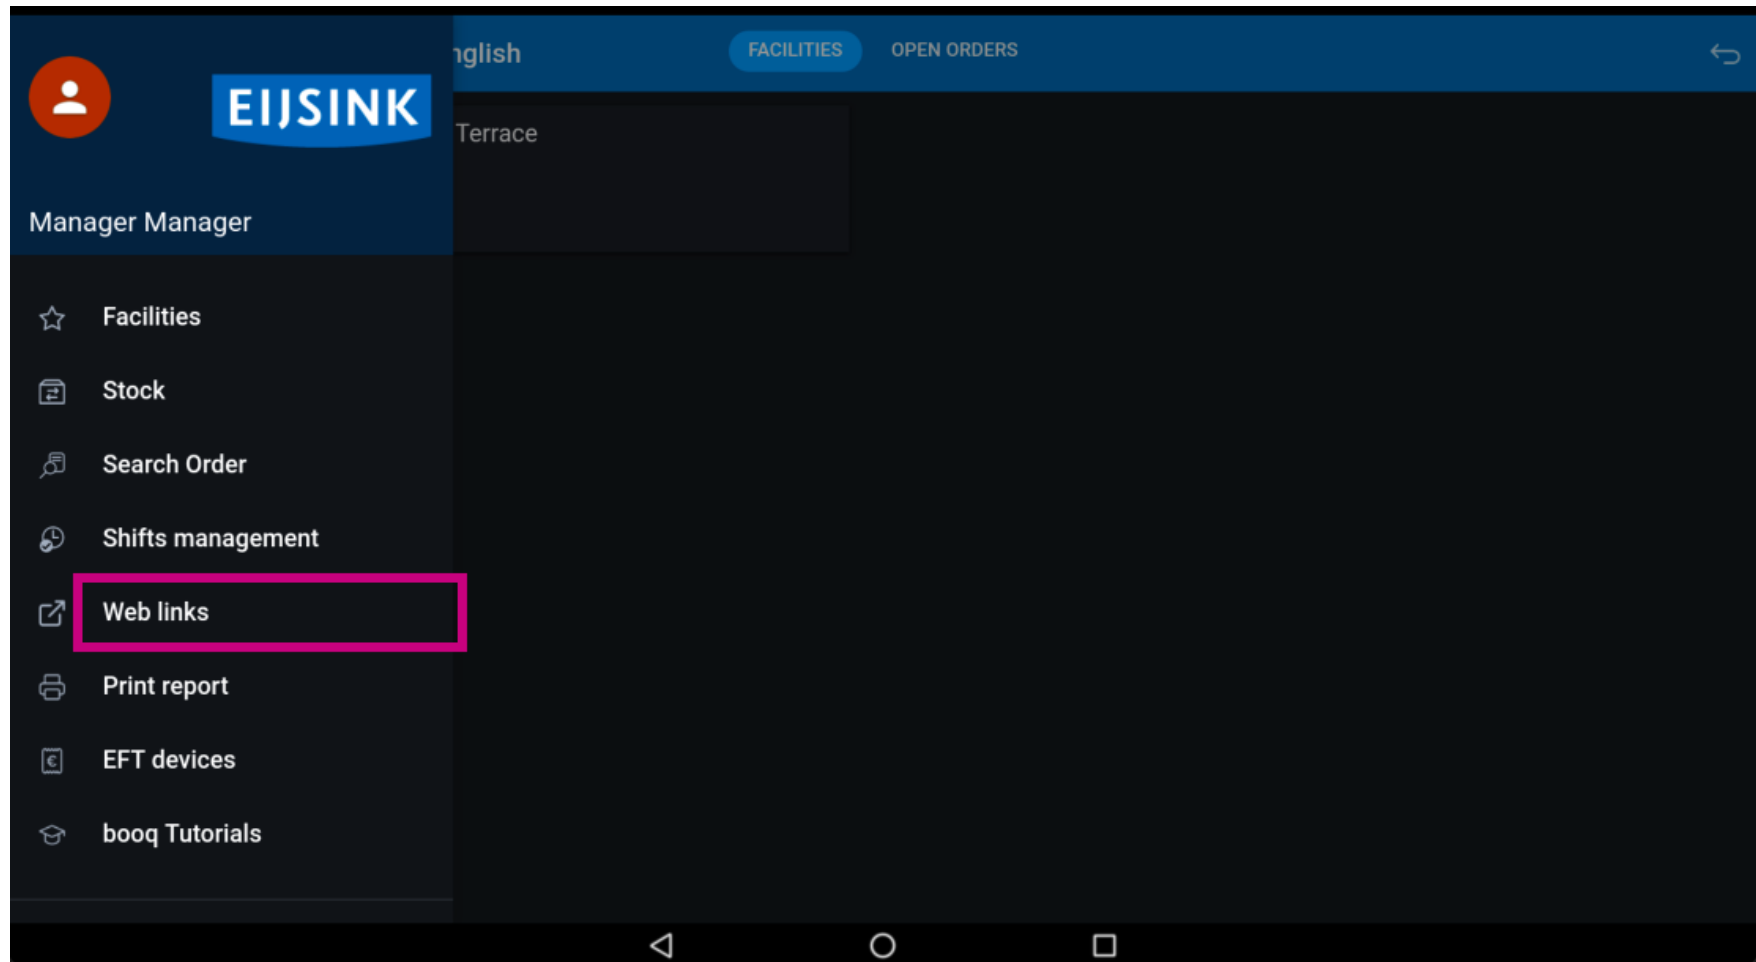 nglish
FACILITIES
OPEN ORDERS
EIJSINK
Terrace
Manager Manager
Facilities
Stock
Search Order
Shifts management
Web links
Print report
EFT devices
booq Tutorials